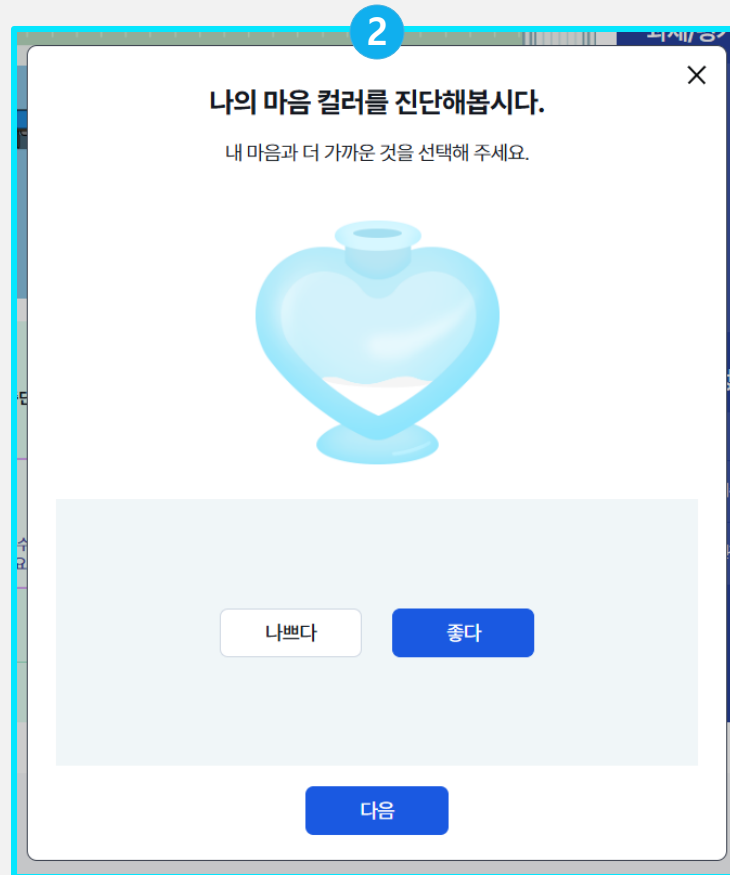 2
나의 마음 컬러를 진단해봅시다.
내 마음과 더 가까운 것을 선택해 주세요.
나쁘다
좋다
다음